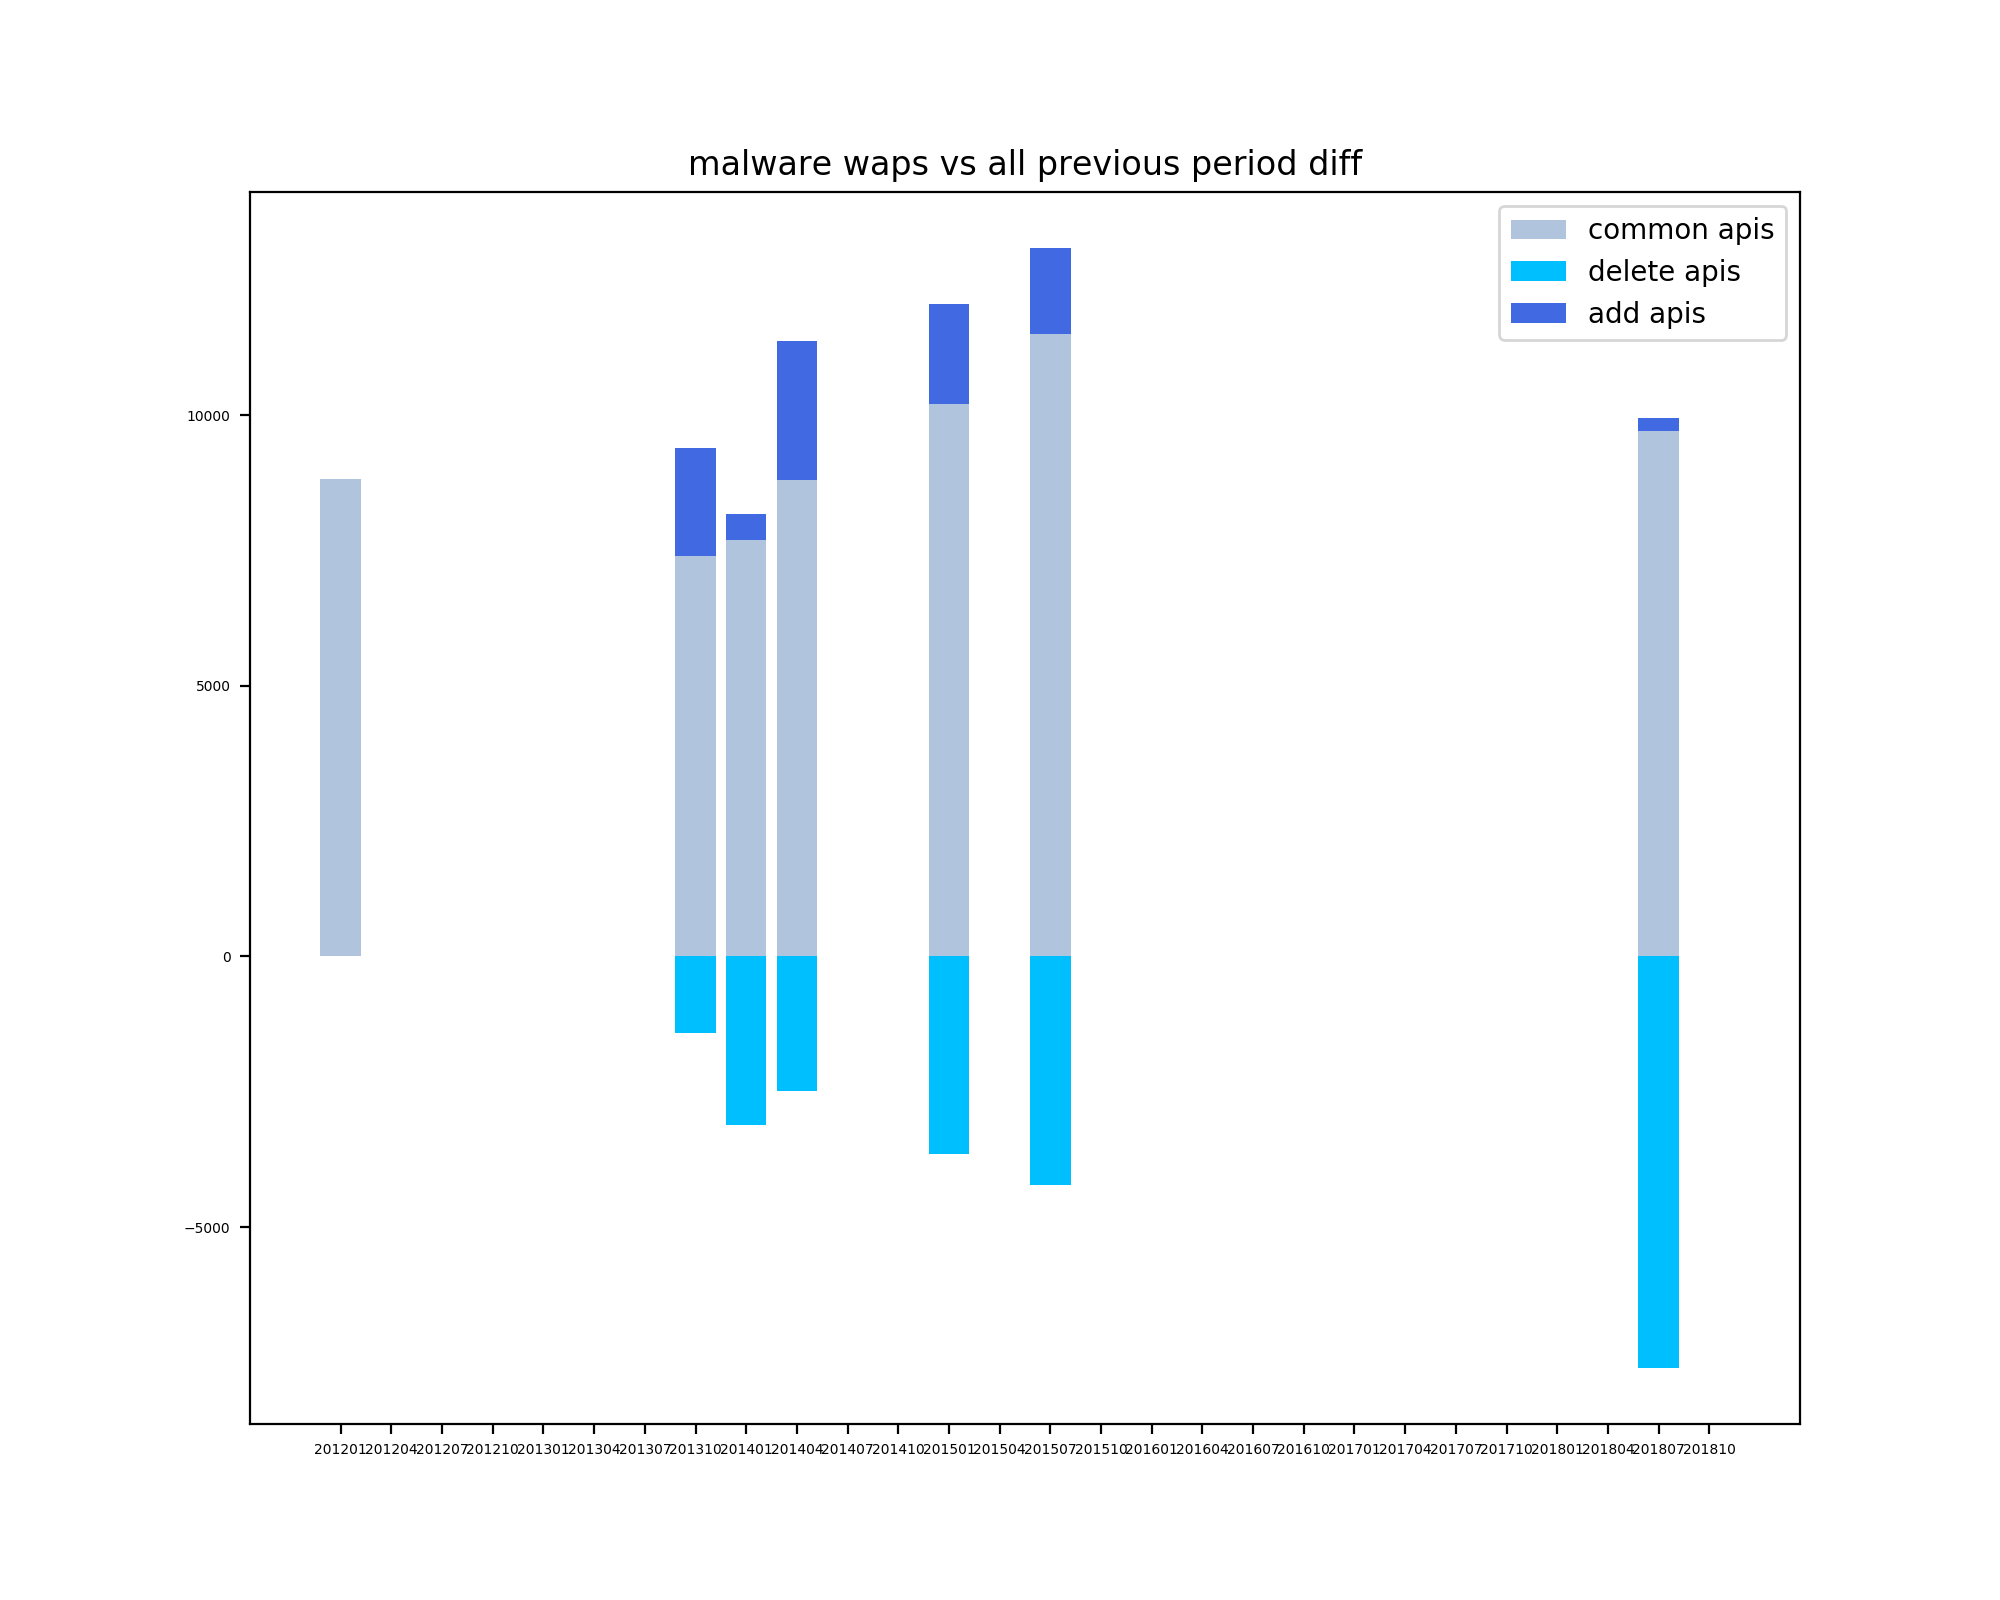 malware waps vs all previous period diff
common apis
delete apis
add apis
10000
5000
0
−5000
201201 201204 201207 201210 201301 201304 201307 201310 201401 201404 201407 201410 201501 201504 201507 201510 201601 201604 201607 201610 201701 201704 201707 201710 201801 201804 201807 201810